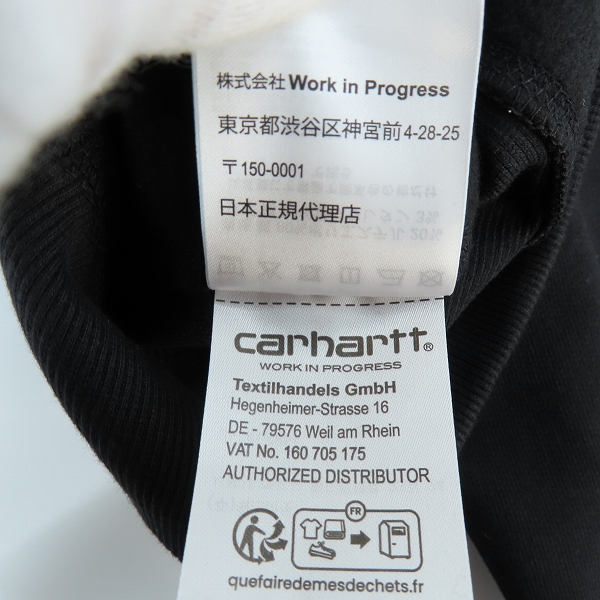 株式会社Work in Progress
東京都渋谷区神宮前4-28-25
〒150-0001
日本正規代理店
carhartt®
WORK IN PROGRESS
Textilhandels GmbH
Hegenheimer-Strasse 16
DE - 79576 Weil am Rhein
VAT No. 160 705 175
AUTHORIZED DISTRIBUTOR
FR
quefairedemesdechets.fr